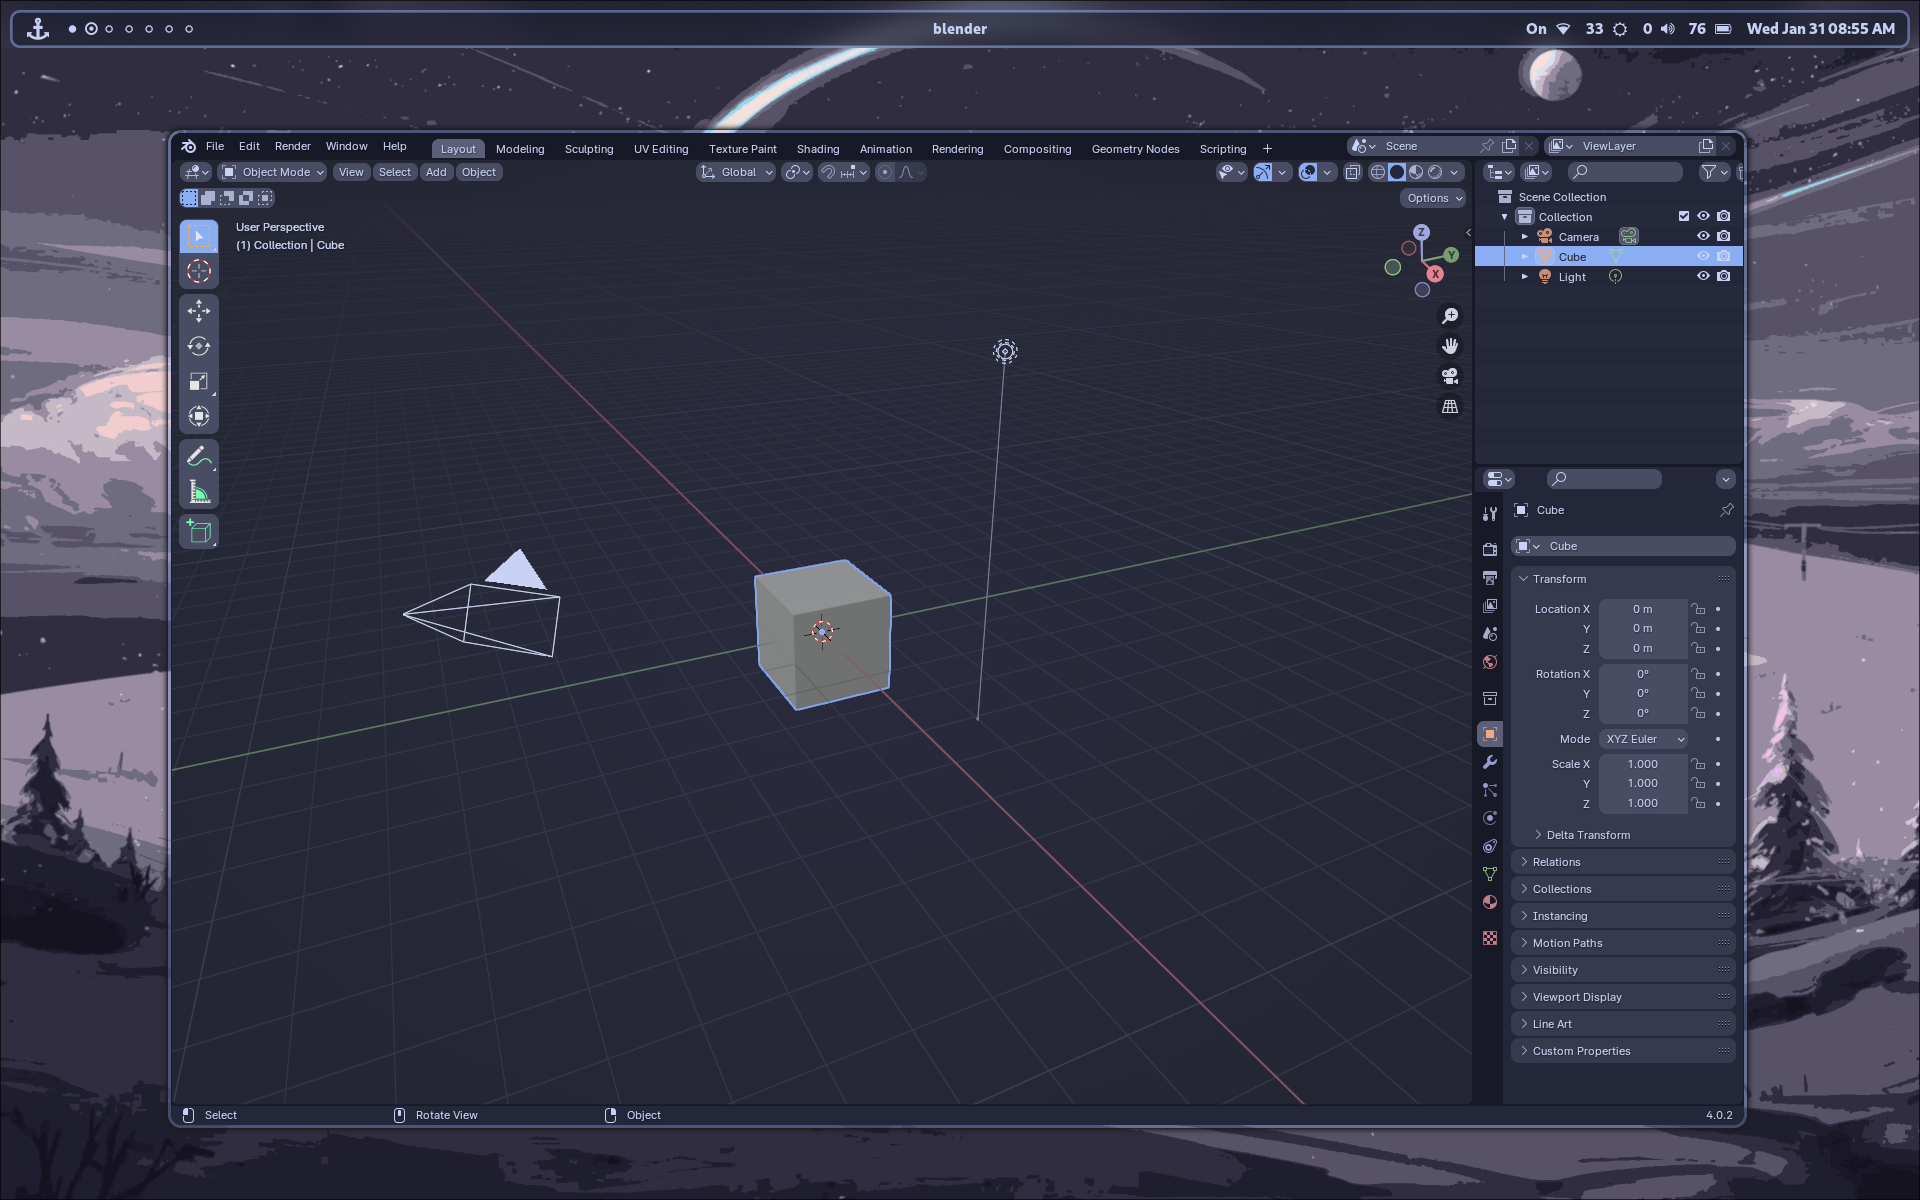 blender
On 33 0 76 Wed Jan 31 08:55 AM
File Edit Render Window Help Layout Modeling Sculpting UV Editing Texture Paint Shading Animation Rendering Compositing Geometry Nodes Scripting + Scene ViewLayer
Object Mode View Select Add Object Global
Options
User Perspective
(1) Collection | Cube
Z
Y
X
Scene Collection
Collection
Camera
Cube
Light
Cube
Cube
Transform
Location X 0 m
Y 0 m
Z 0 m
Rotation X 0°
Y 0°
Z 0°
Mode XYZ Euler
Scale X 1.000
Y 1.000
Z 1.000
Delta Transform
Relations
Collections
Instancing
Motion Paths
Visibility
Viewport Display
Line Art
Custom Properties
Select Rotate View Object 4.0.2